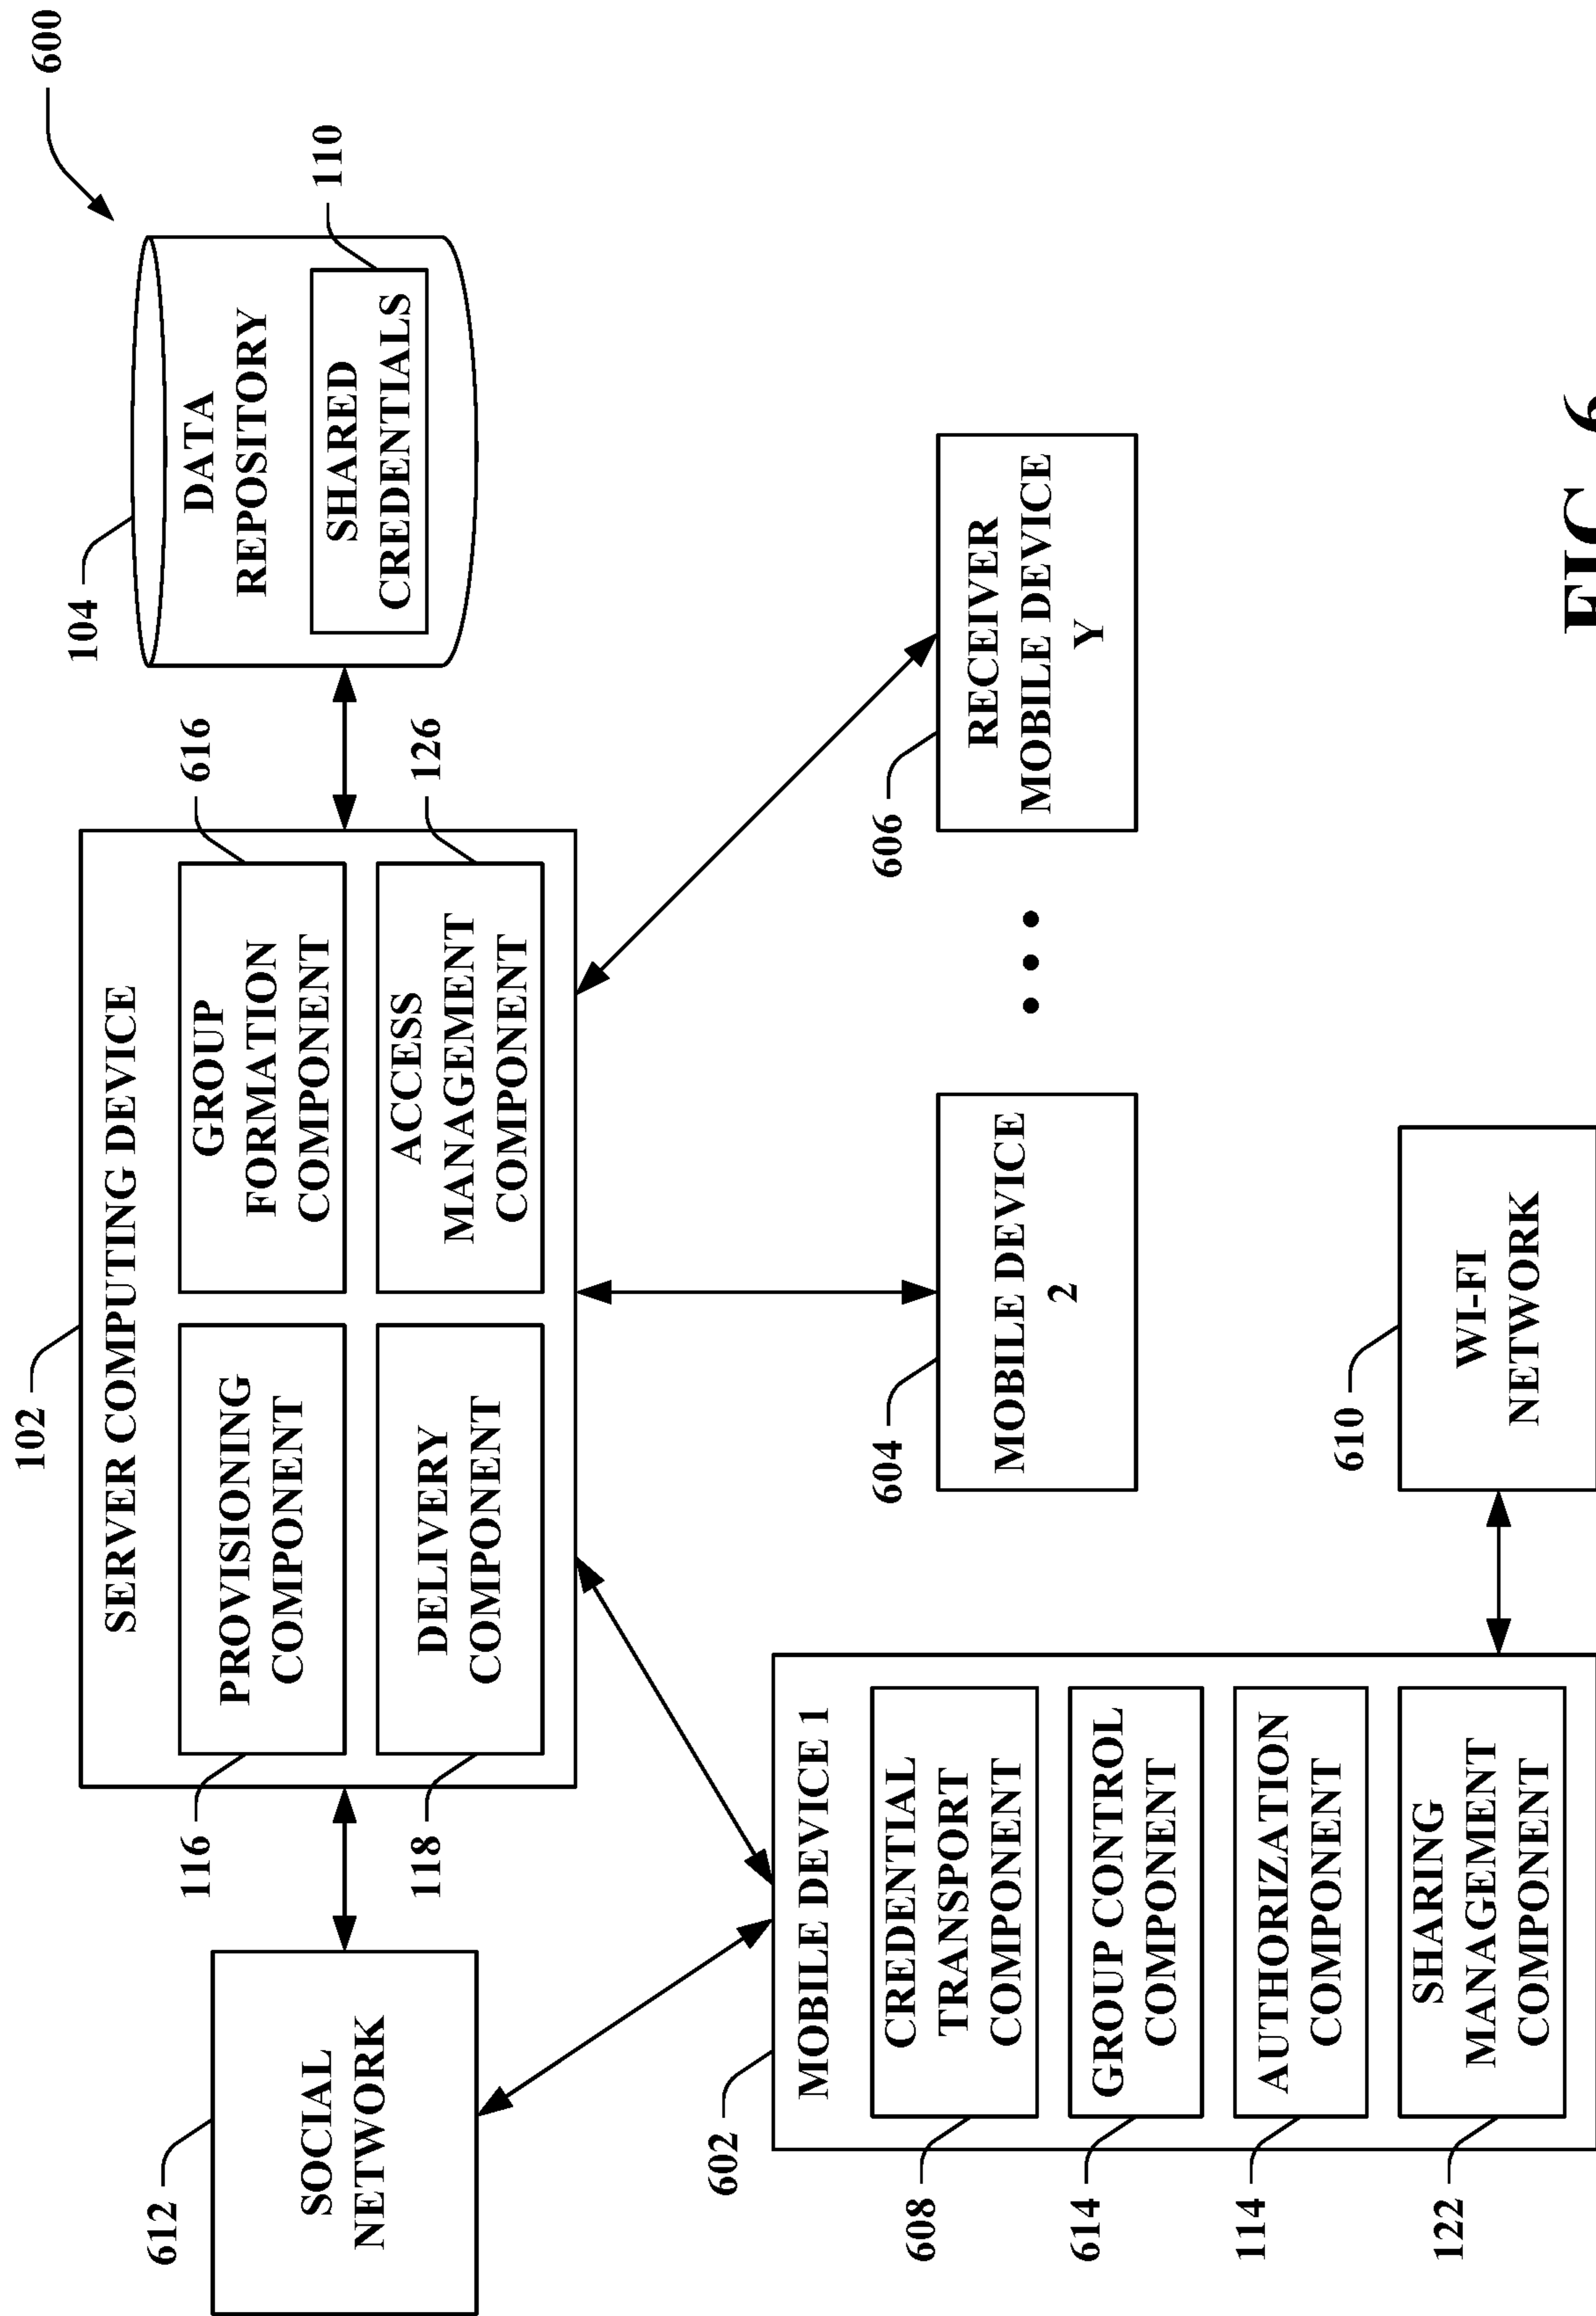 600
102
104
SERVER COMPUTING DEVICE
612
SOCIAL
NETWORK
116
PROVISIONING
COMPONENT
GROUP
FORMATION
COMPONENT
616
DATA
REPOSITORY
110
SHARED
CREDENTIALS
118
DELIVERY
COMPONENT
ACCESS
MANAGEMENT
COMPONENT
126
602
MOBILE DEVICE 1
608
CREDENTIAL
TRANSPORT
COMPONENT
614
GROUP CONTROL
COMPONENT
114
AUTHORIZATION
COMPONENT
122
SHARING
MANAGEMENT
COMPONENT
604
MOBILE DEVICE
2
• • •
606
RECEIVER
MOBILE DEVICE
Y
610
WI-FI
NETWORK